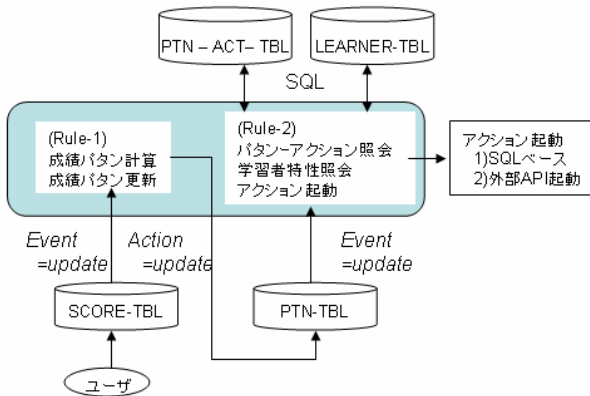 PTN－ACT－TBL
LEARNER-TBL
SQL
(Rule-1)
成績パタン計算
成績パタン更新
(Rule-2)
パターンーアクション照会
学習者特性照会
アクション起動
アクション起動
1)SQLベース
2)外部API起動
Event
=update
Action
=update
Event
=update
SCORE-TBL
PTN-TBL
ユーザ